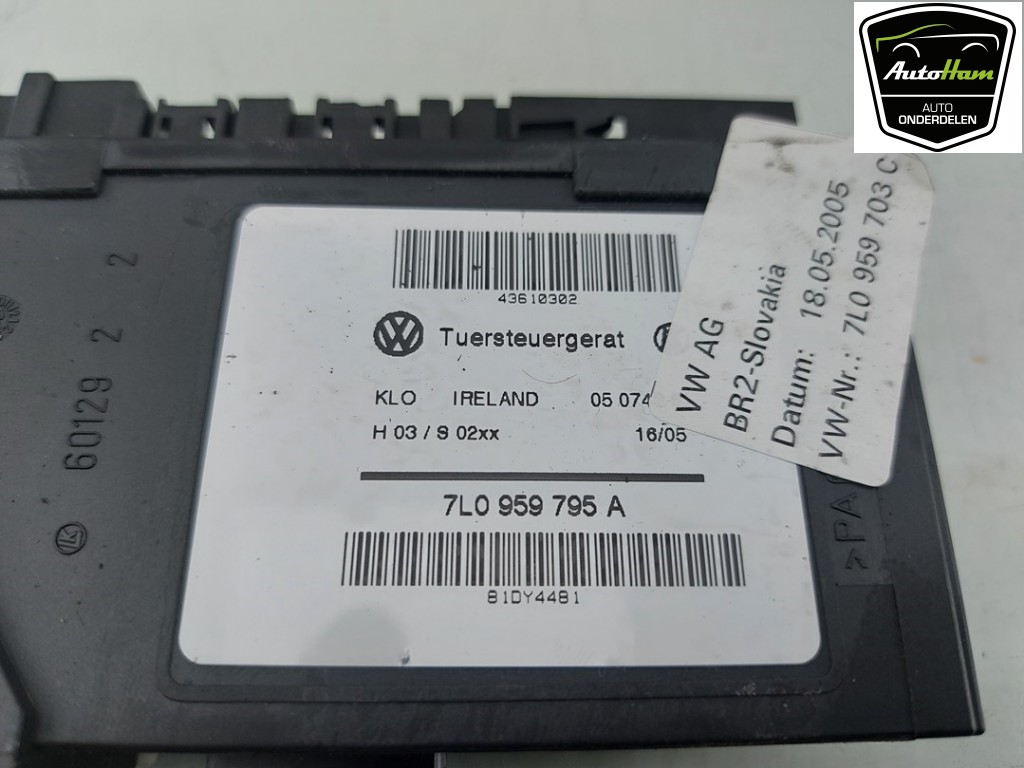 AutoHam
AUTO
ONDERDELEN
43610302
Tuersteuergerat
KLO IRELAND 05 074
H 03 / S 02xx 16/05
7L0 959 795 A
81DY4481
VW AG
BR2-Slovakia
Datum: 18.05.2005
VW-Nr.: 7L0 959 703 C
60129 2 2
>PA